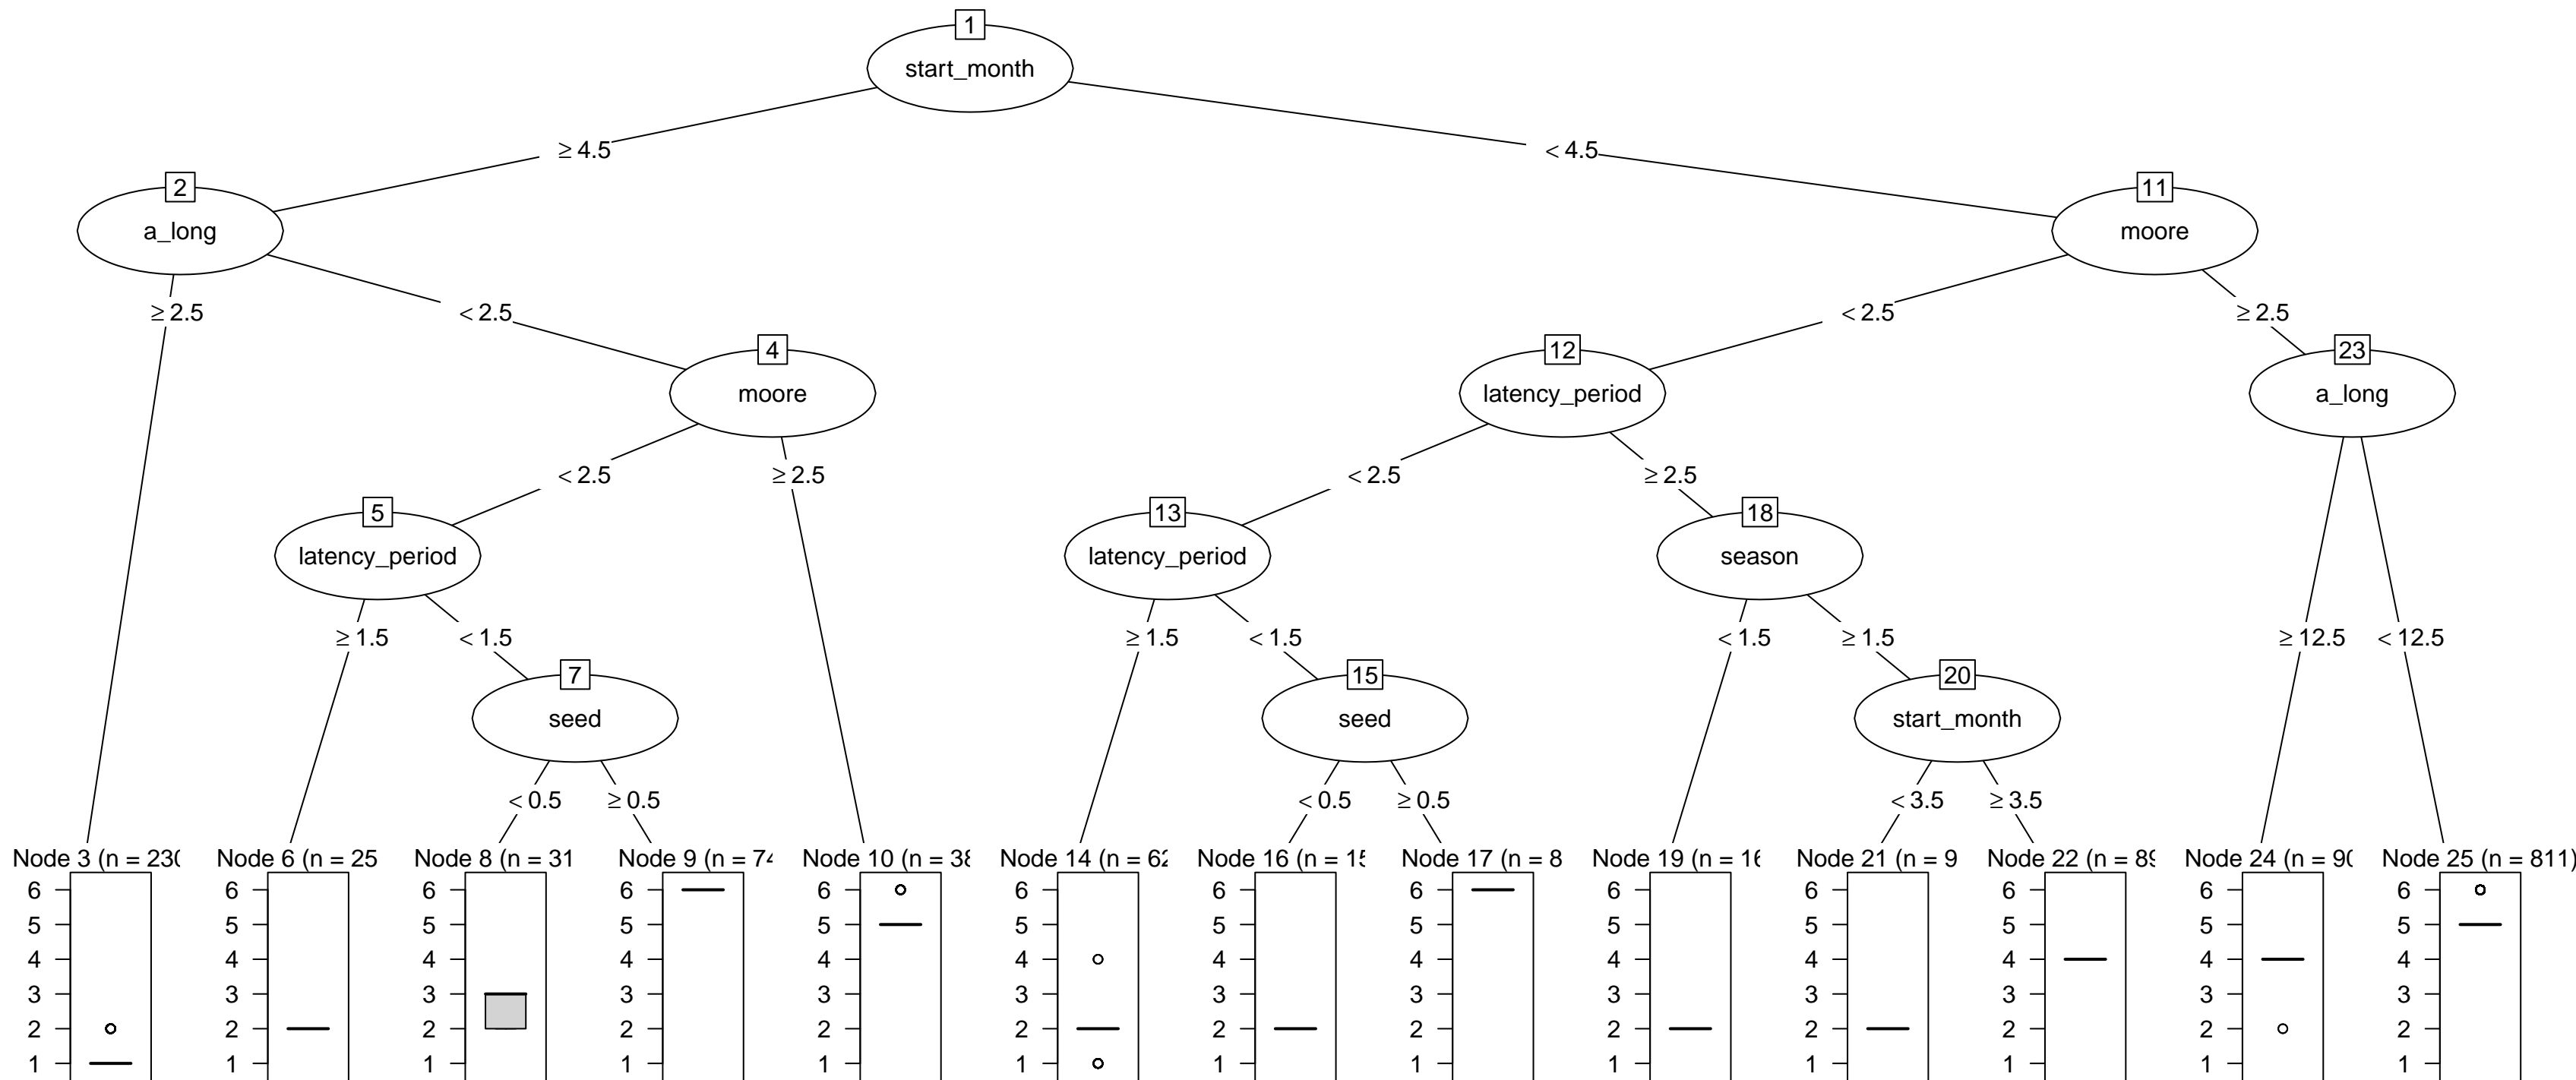 1
start_month
≥ 4.5
< 4.5
2
a_long
11
moore
≥ 2.5
< 2.5
< 2.5
≥ 2.5
4
moore
12
latency_period
23
a_long
< 2.5
≥ 2.5
< 2.5
≥ 2.5
5
latency_period
13
latency_period
18
season
≥ 1.5
< 1.5
≥ 1.5
< 1.5
< 1.5
≥ 1.5
≥ 12.5
< 12.5
7
seed
15
seed
20
start_month
< 0.5
≥ 0.5
< 0.5
≥ 0.5
< 3.5
≥ 3.5
Node 3 (n =
Node 6 (n = 25
Node 8 (n = 31
Node 9 (n =
Node 10 (n =
Node 14 (n =
Node 16 (n =
Node 17 (n = 8
Node 19 (n =
Node 21 (n = 9
Node 22 (n =
Node 24 (n =
Node 25 (n = 811)
6 6 6 6 6 6 6 6 6 6 6 6 6
5 5 5 5 5 5 5 5 5 5 5 5 5
4 4 4 4 4 4 4 4 4 4 4 4 4
3 3 3 3 3 3 3 3 3 3 3 3 3
2 2 2 2 2 2 2 2 2 2 2 2 2
1 1 1 1 1 1 1 1 1 1 1 1 1